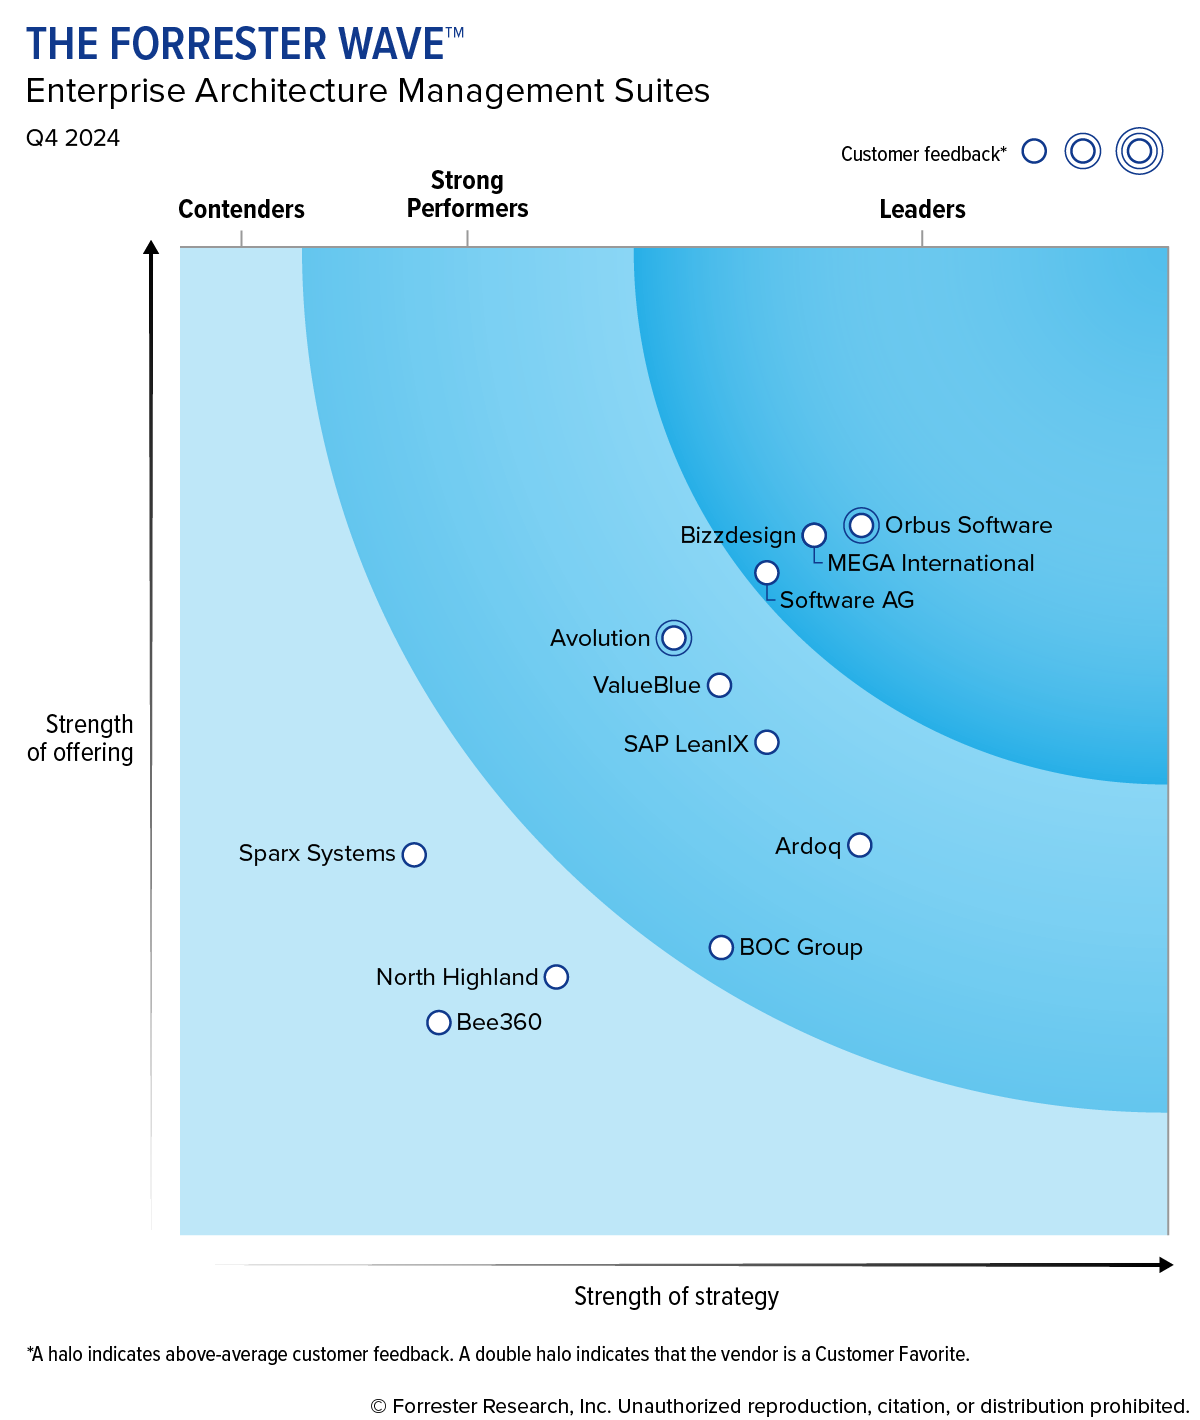 THE FORRESTER WAVE™
Enterprise Architecture Management Suites
Q4 2024
Customer feedback*
Contenders
Strong
Performers
Leaders
Bizzdesign
Orbus Software
MEGA International
Software AG
Avolution
ValueBlue
SAP LeanIX
Strength
of offering
Sparx Systems
Ardoq
BOC Group
North Highland
Bee360
Strength of strategy
*A halo indicates above-average customer feedback. A double halo indicates that the vendor is a Customer Favorite.
© Forrester Research, Inc. Unauthorized reproduction, citation, or distribution prohibited.